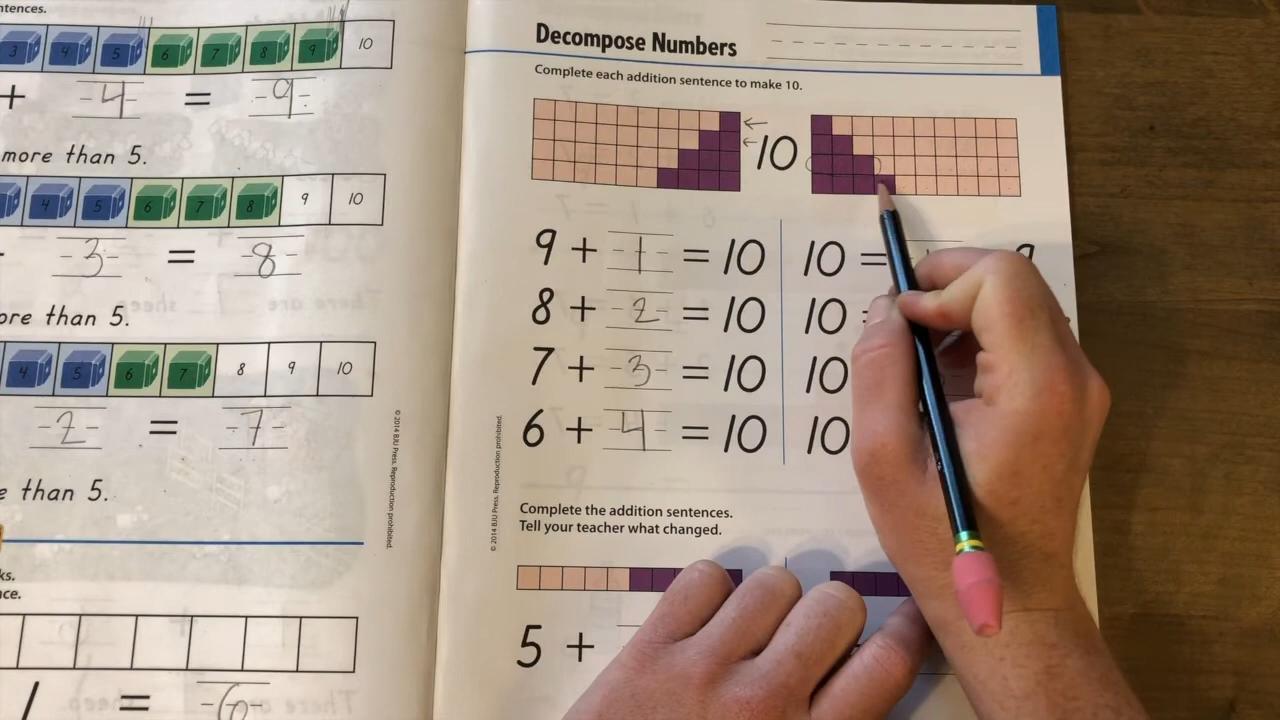 ntences.
3 4 5 6 7 8 9 10
+ 4 = 9
more than 5.
4 5 6 7 8 9 10
3 = 8
ore than 5.
4 5 6 7 8 9 10
2 = 7
e than 5.
ks.
nce.
= 6
© 2014 BJU Press. Reproduction prohibited.
Decompose Numbers
Complete each addition sentence to make 10.
10
9 + 1 = 10
8 + 2 = 10
7 + 3 = 10
6 + 4 = 10
10 =
10
10
10
Complete the addition sentences.
Tell your teacher what changed.
5 +
© 2014 BJU Press. Reproduction prohibited.